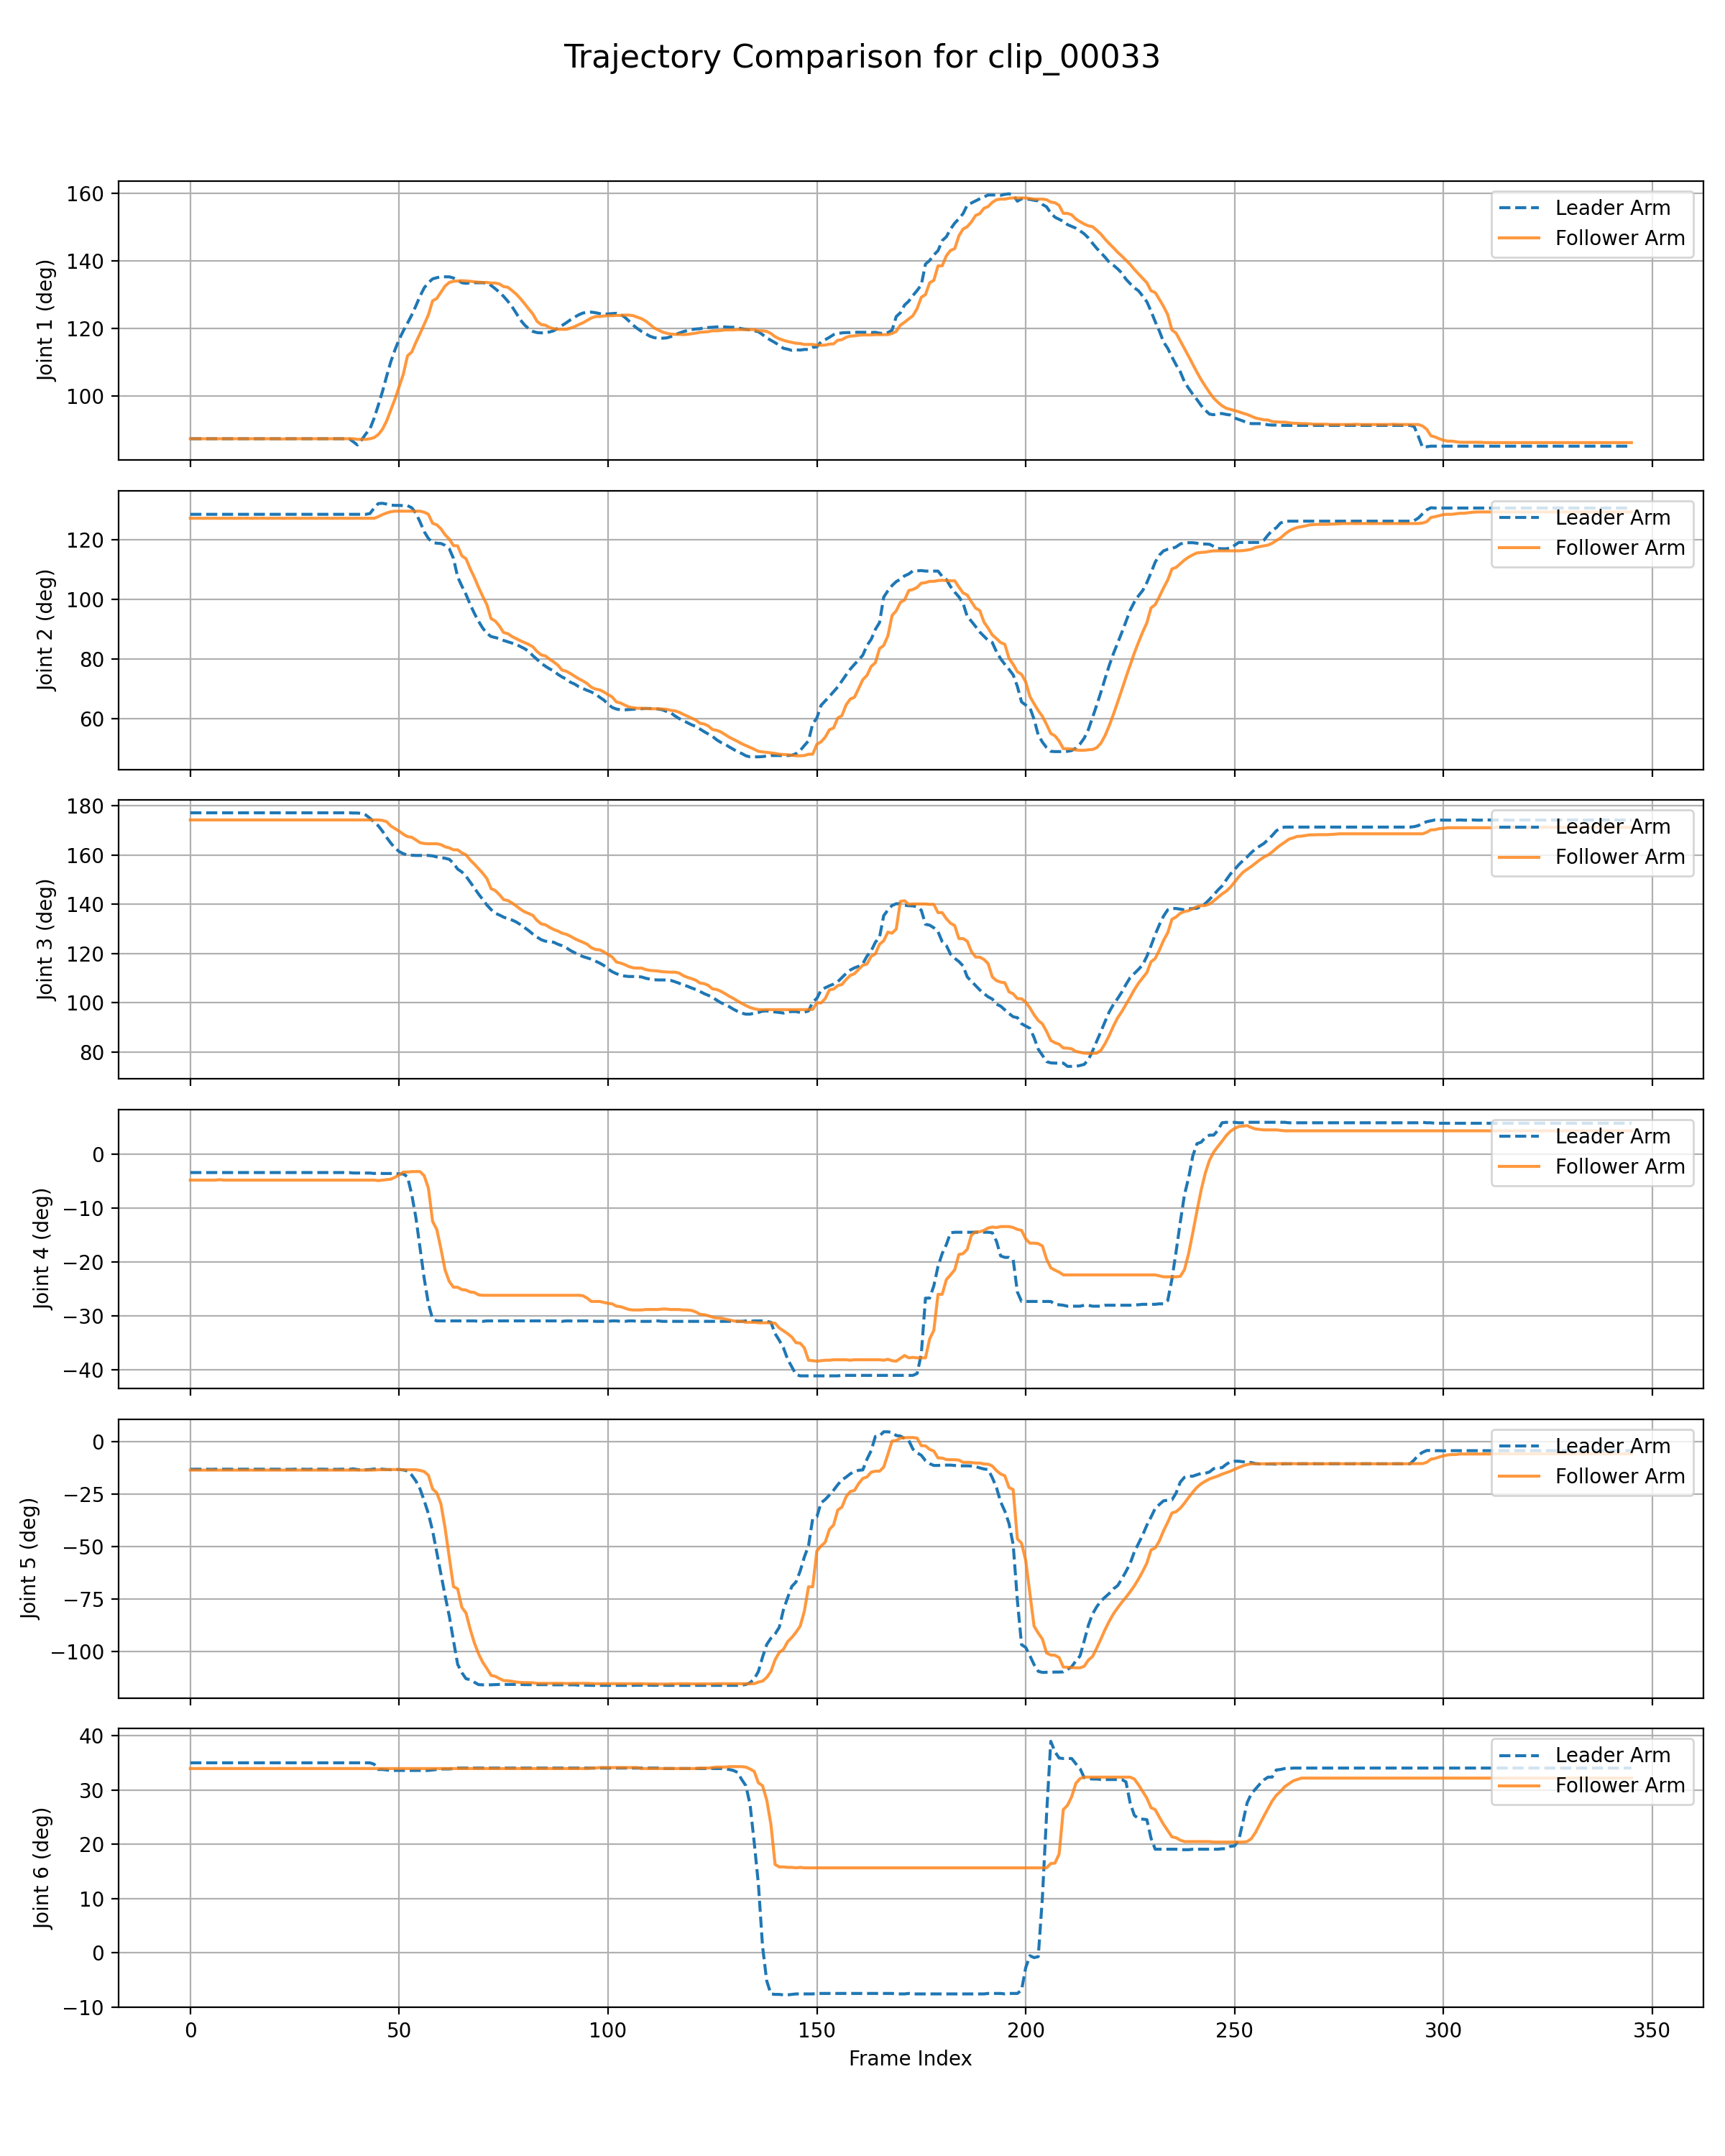 Trajectory Comparison for clip_00033
160
140
120
100
Joint 1 (deg)
Leader Arm
Follower Arm
120
100
80
60
Joint 2 (deg)
Leader Arm
Follower Arm
180
160
140
120
100
80
Joint 3 (deg)
Leader Arm
Follower Arm
0
−10
−20
−30
−40
Joint 4 (deg)
Leader Arm
Follower Arm
0
−25
−50
−75
−100
Joint 5 (deg)
Leader Arm
Follower Arm
40
30
20
10
0
−10
Joint 6 (deg)
Leader Arm
Follower Arm
0 50 100 150 200 250 300 350
Frame Index